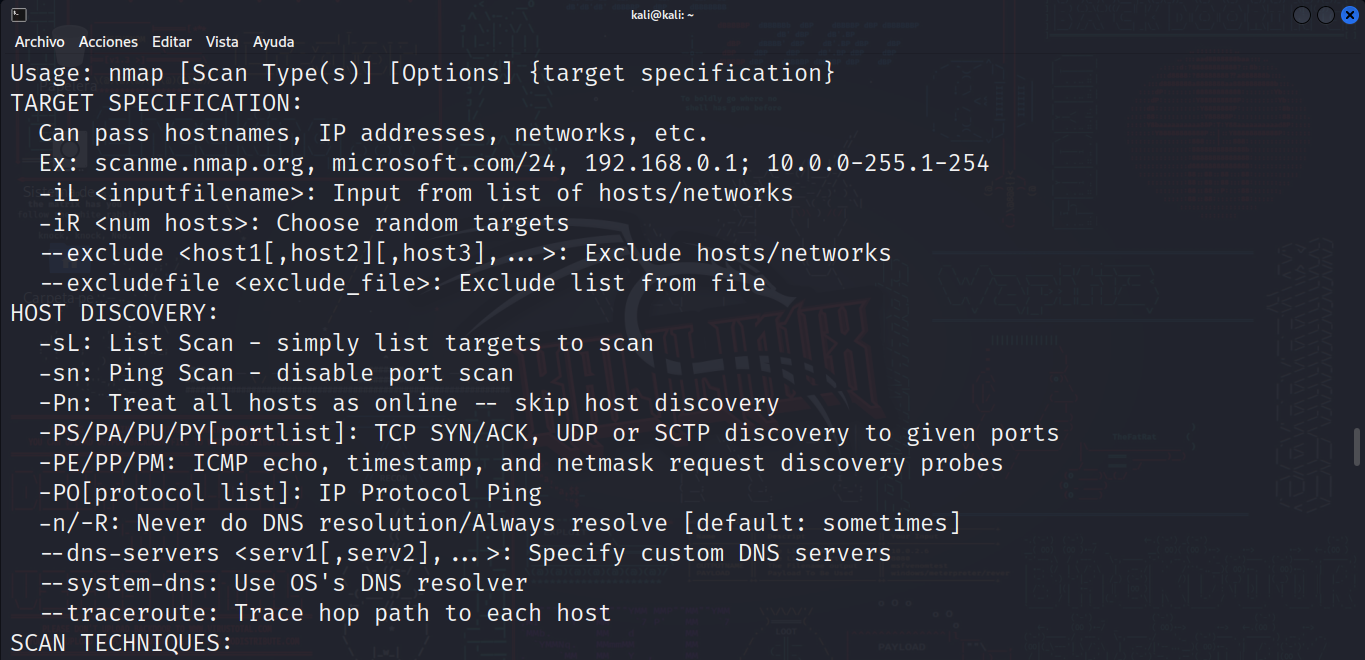 kali@kali: ~
Archivo Acciones Editar Vista Ayuda
Usage: nmap [Scan Type(s)] [Options] {target specification}
TARGET SPECIFICATION:
  Can pass hostnames, IP addresses, networks, etc.
  Ex: scanme.nmap.org, microsoft.com/24, 192.168.0.1; 10.0.0-255.1-254
  -iL <inputfilename>: Input from list of hosts/networks
  -iR <num hosts>: Choose random targets
  --exclude <host1[,host2][,host3],...>: Exclude hosts/networks
  --excludefile <exclude_file>: Exclude list from file
HOST DISCOVERY:
  -sL: List Scan - simply list targets to scan
  -sn: Ping Scan - disable port scan
  -Pn: Treat all hosts as online -- skip host discovery
  -PS/PA/PU/PY[portlist]: TCP SYN/ACK, UDP or SCTP discovery to given ports
  -PE/PP/PM: ICMP echo, timestamp, and netmask request discovery probes
  -PO[protocol list]: IP Protocol Ping
  -n/-R: Never do DNS resolution/Always resolve [default: sometimes]
  --dns-servers <serv1[,serv2],...>: Specify custom DNS servers
  --system-dns: Use OS's DNS resolver
  --traceroute: Trace hop path to each host
SCAN TECHNIQUES:
KALI LINUX